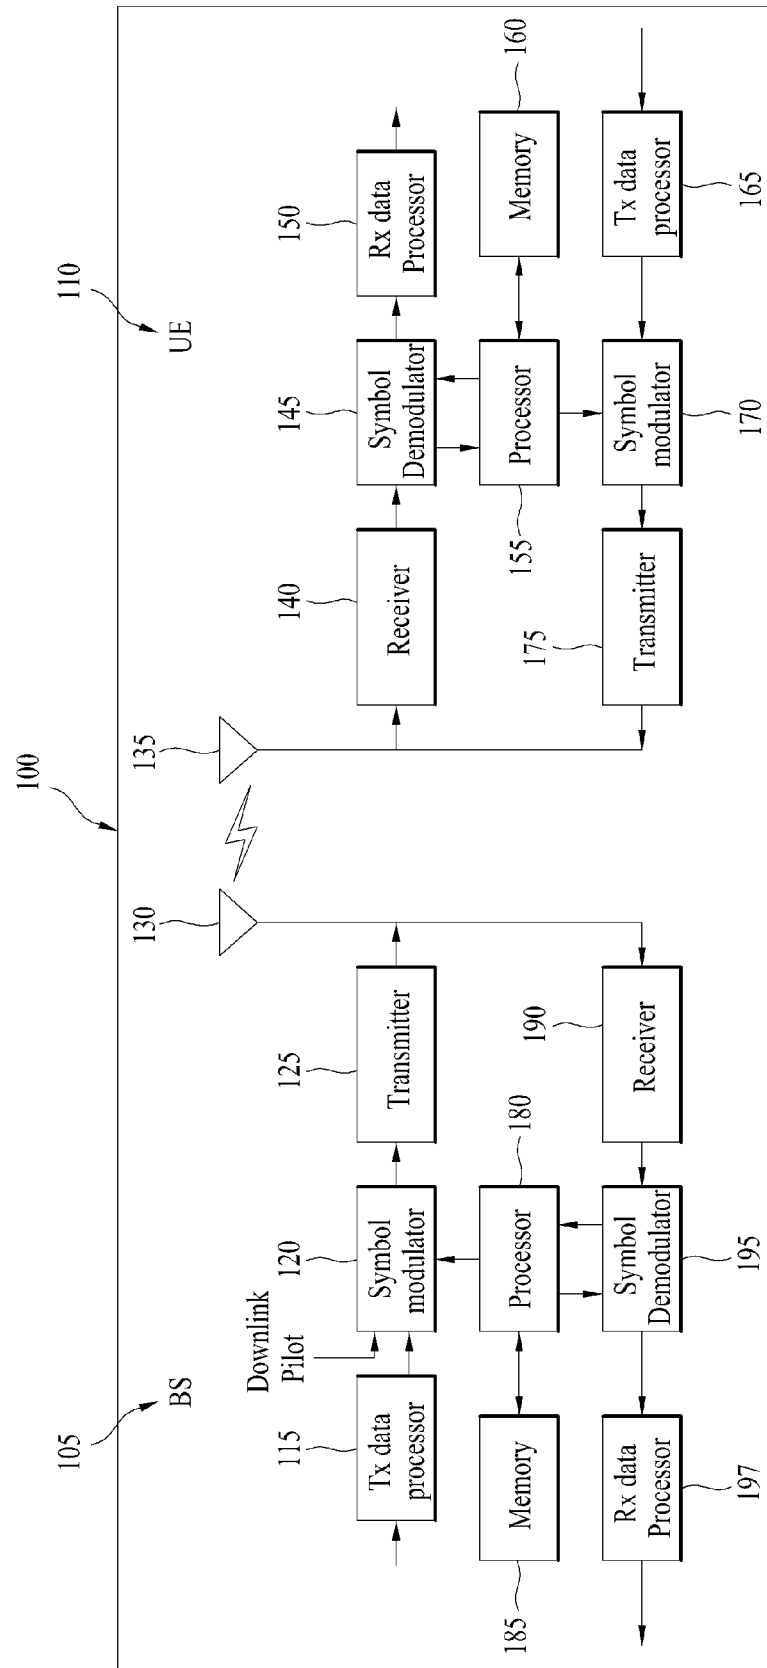 100
105
BS
110
UE
Downlink
Pilot
115
Tx data
processor
120
Symbol
modulator
125
Transmitter
130
135
140
Receiver
145
Symbol
Demodulator
150
Rx data
Processor
185
Memory
180
Processor
155
Processor
160
Memory
197
Rx data
Processor
195
Symbol
Demodulator
190
Receiver
175
Transmitter
170
Symbol
modulator
165
Tx data
processor